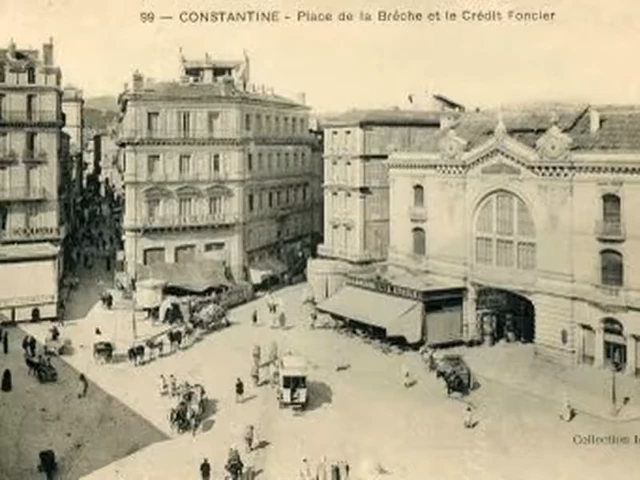 99 — CONSTANTINE - Place de la Brèche et le Crédit Foncier
Collection